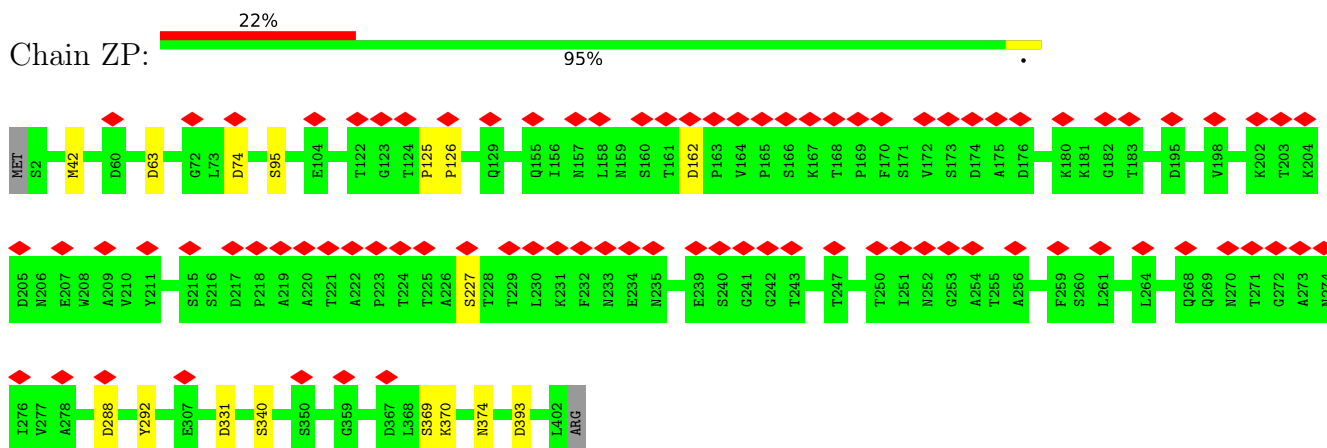 22%
Chain ZP:
95%
.
MET S2 M42 D60 D63 G72 L73 D74 S95 E104 T122 G123 T124 P125 P126 Q129 Q155 I156 N157 L158 N159 S160 T161 D162 P163 V164 P165 S166 K167 T168 P169 F170 S171 V172 S173 D174 A175 D176 K180 K181 G182 T183 D195 V198 K202 T203 K204
D205 N206 E207 W208 A209 V210 Y211 S215 S216 D217 P218 A219 A220 T221 A222 P223 T224 T225 A226 S227 T228 T229 L230 K231 F232 N233 E234 N235 E239 S240 G241 G242 T243 T247 T250 I251 N252 G253 A254 T255 A256 F259 S260 L261 L264 Q268 Q269 N270 T271 G272 A273 N274
I276 V277 A278 D288 Y292 E307 D331 S340 S350 G359 D367 L368 S369 K370 N374 D393 L402 ARG